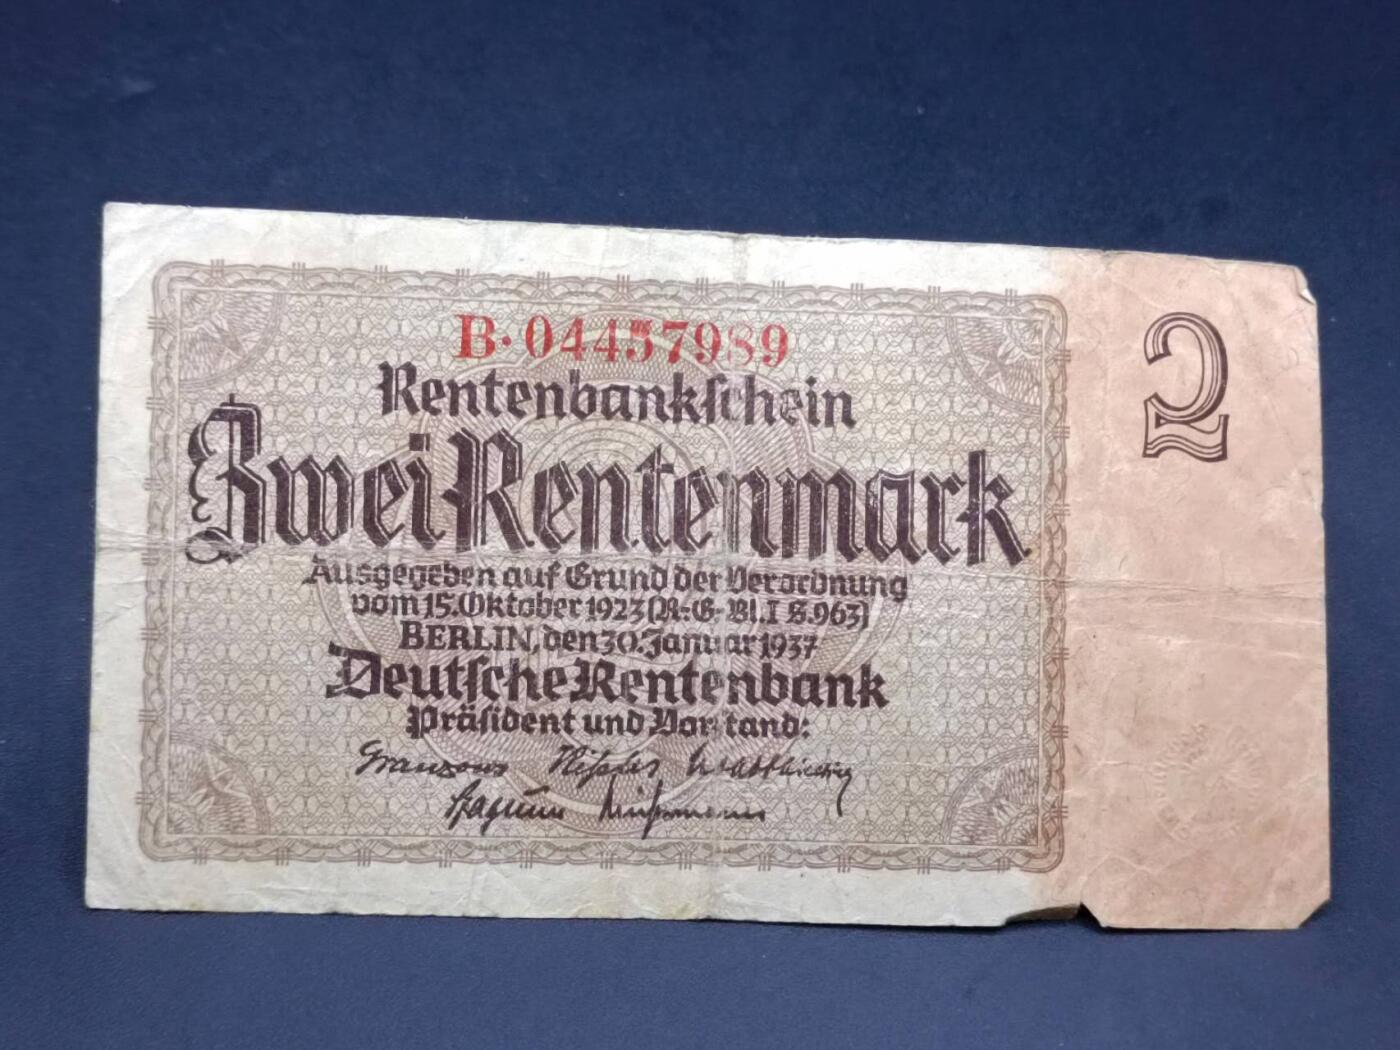 B·04457989
2
Rentenbankſchein
Zwei Rentenmark
Ausgegeben auf Grund der Verordnung
vom 15. Oktober 1923 (R.-G.-Bl. I S. 963)
BERLIN, den 30. Januar 1937
Deutſche Rentenbank
Präſident und Vorſtand: